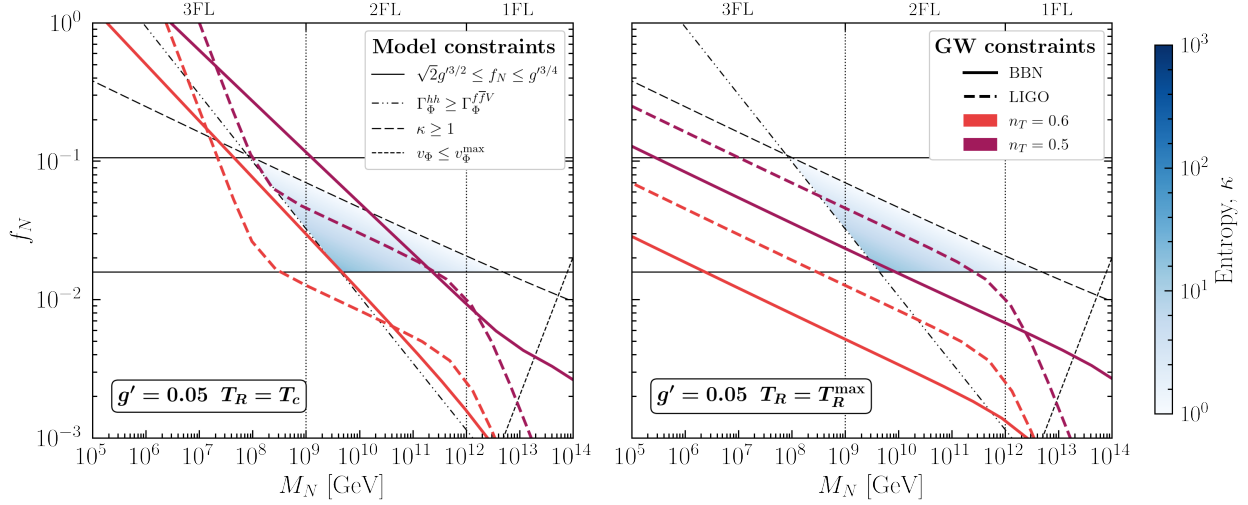 3FL 2FL 1FL
10^0
10^{-1}
10^{-2}
10^{-3}
f_N
Model constraints
√2g'^{3/2} ≤ f_N ≤ g'^{3/4}
Γ_Φ^{hh} ≥ Γ_Φ^{f\bar{f}V}
κ ≥ 1
v_Φ ≤ v_Φ^{max}
g' = 0.05 T_R = T_c
10^5 10^6 10^7 10^8 10^9 10^{10} 10^{11} 10^{12} 10^{13} 10^{14}
M_N [GeV]
3FL 2FL 1FL
GW constraints
BBN
LIGO
n_T = 0.6
n_T = 0.5
g' = 0.05 T_R = T_R^{max}
10^5 10^6 10^7 10^8 10^9 10^{10} 10^{11} 10^{12} 10^{13} 10^{14}
M_N [GeV]
10^3
10^2
10^1
10^0
Entropy, κ